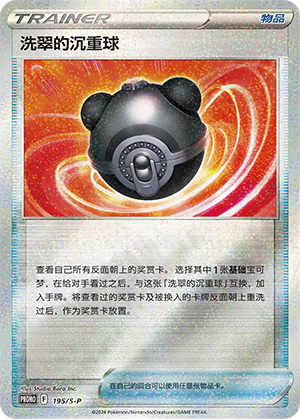 TRAINER
物品
洗翠的沉重球
查看自己所有反面朝上的奖赏卡。选择其中1张基础宝可
梦，在给对手看过之后，与这张「洗翠的沉重球」互换，加
入手牌。将查看过的奖赏卡及被换入的卡牌反面朝上重洗
过后，作为奖赏卡放置。
Illus. Studio Bora Inc.
PROMO F 195/S-P
在自己的回合可以使用任意张物品卡。
©2024 Pokémon/Nintendo/Creatures/GAME FREAK.